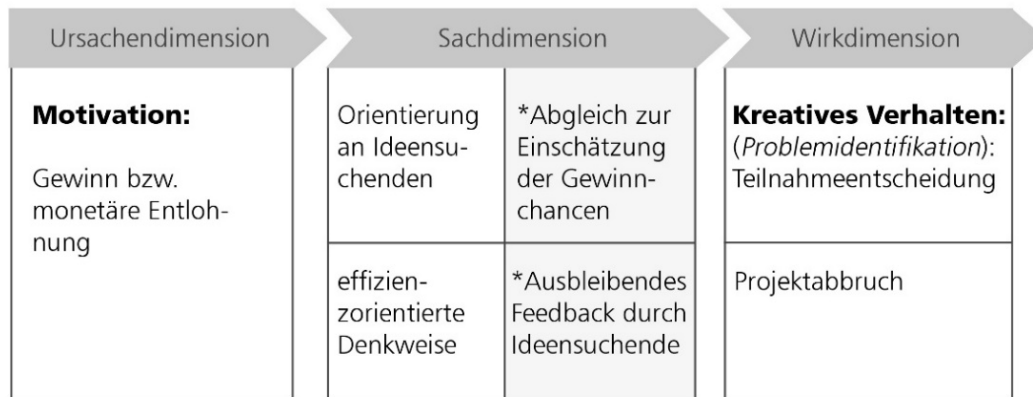 Ursachendimension
Sachdimension
Wirkdimension
Motivation:
Gewinn bzw.
monetäre Entloh-
nung
Orientierung
an Ideensu-
chenden
*Abgleich zur
Einschätzung
der Gewinn-
chancen
Kreatives Verhalten:
(Problemidentifikation):
Teilnahmeentscheidung
effizien-
zorientierte
Denkweise
*Ausbleibendes
Feedback durch
Ideensuchende
Projektabbruch